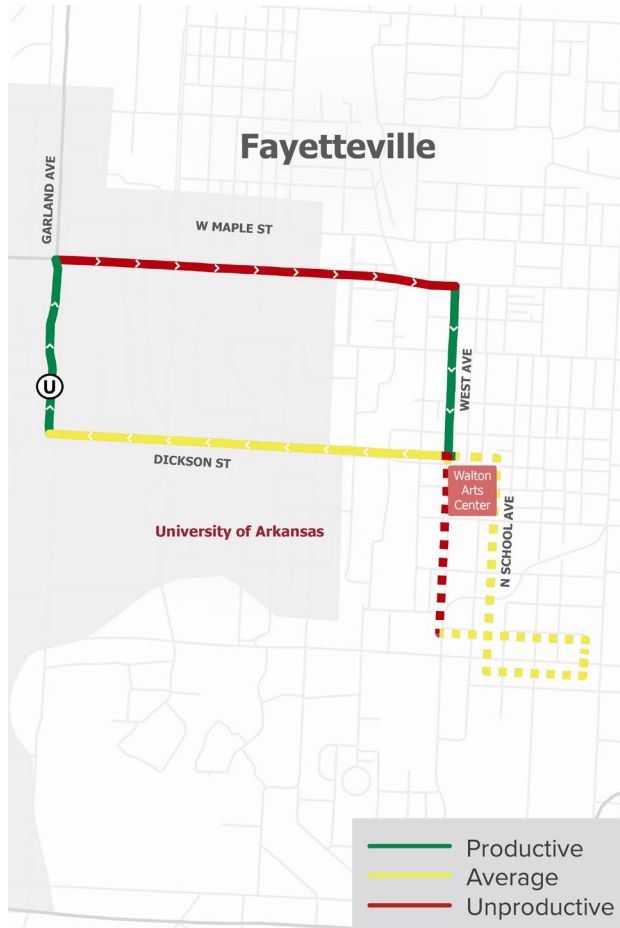 Fayetteville
GARLAND AVE
W MAPLE ST
WEST AVE
U
DICKSON ST
Walton
Arts
Center
N SCHOOL AVE
University of Arkansas
Productive
Average
Unproductive